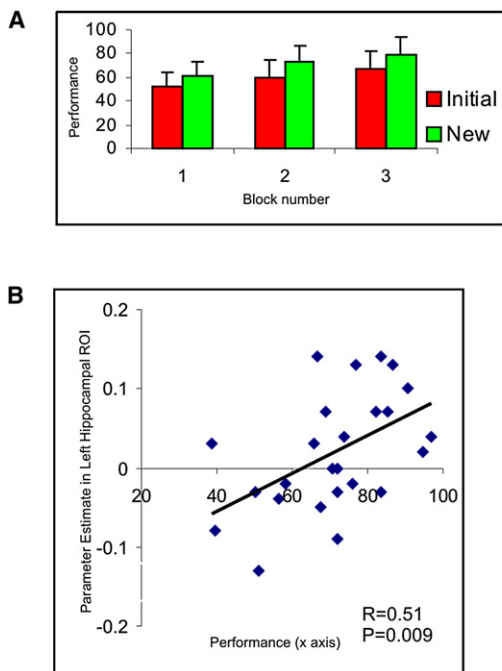 A
Performance
100
80
60
40
20
0
1 2 3
Block number
Initial
New
B
Parameter Estimate in Left Hippocampal ROI
0.2
0.1
0
-0.1
-0.2
20 40 60 80 100
R=0.51
P=0.009
Performance (x axis)